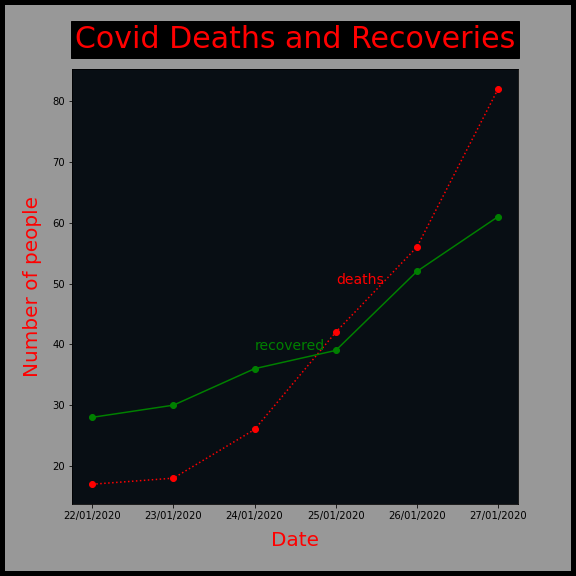 Covid Deaths and Recoveries
80
70
60
50
40
30
20
Number of people
deaths
recovered
22/01/2020 23/01/2020 24/01/2020 25/01/2020 26/01/2020 27/01/2020
Date